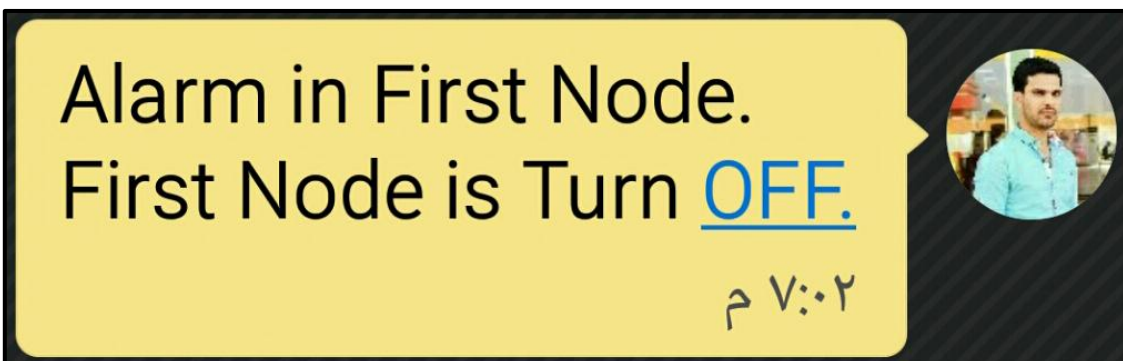 Alarm in First Node.
First Node is Turn OFF.
٧:٠٢ م